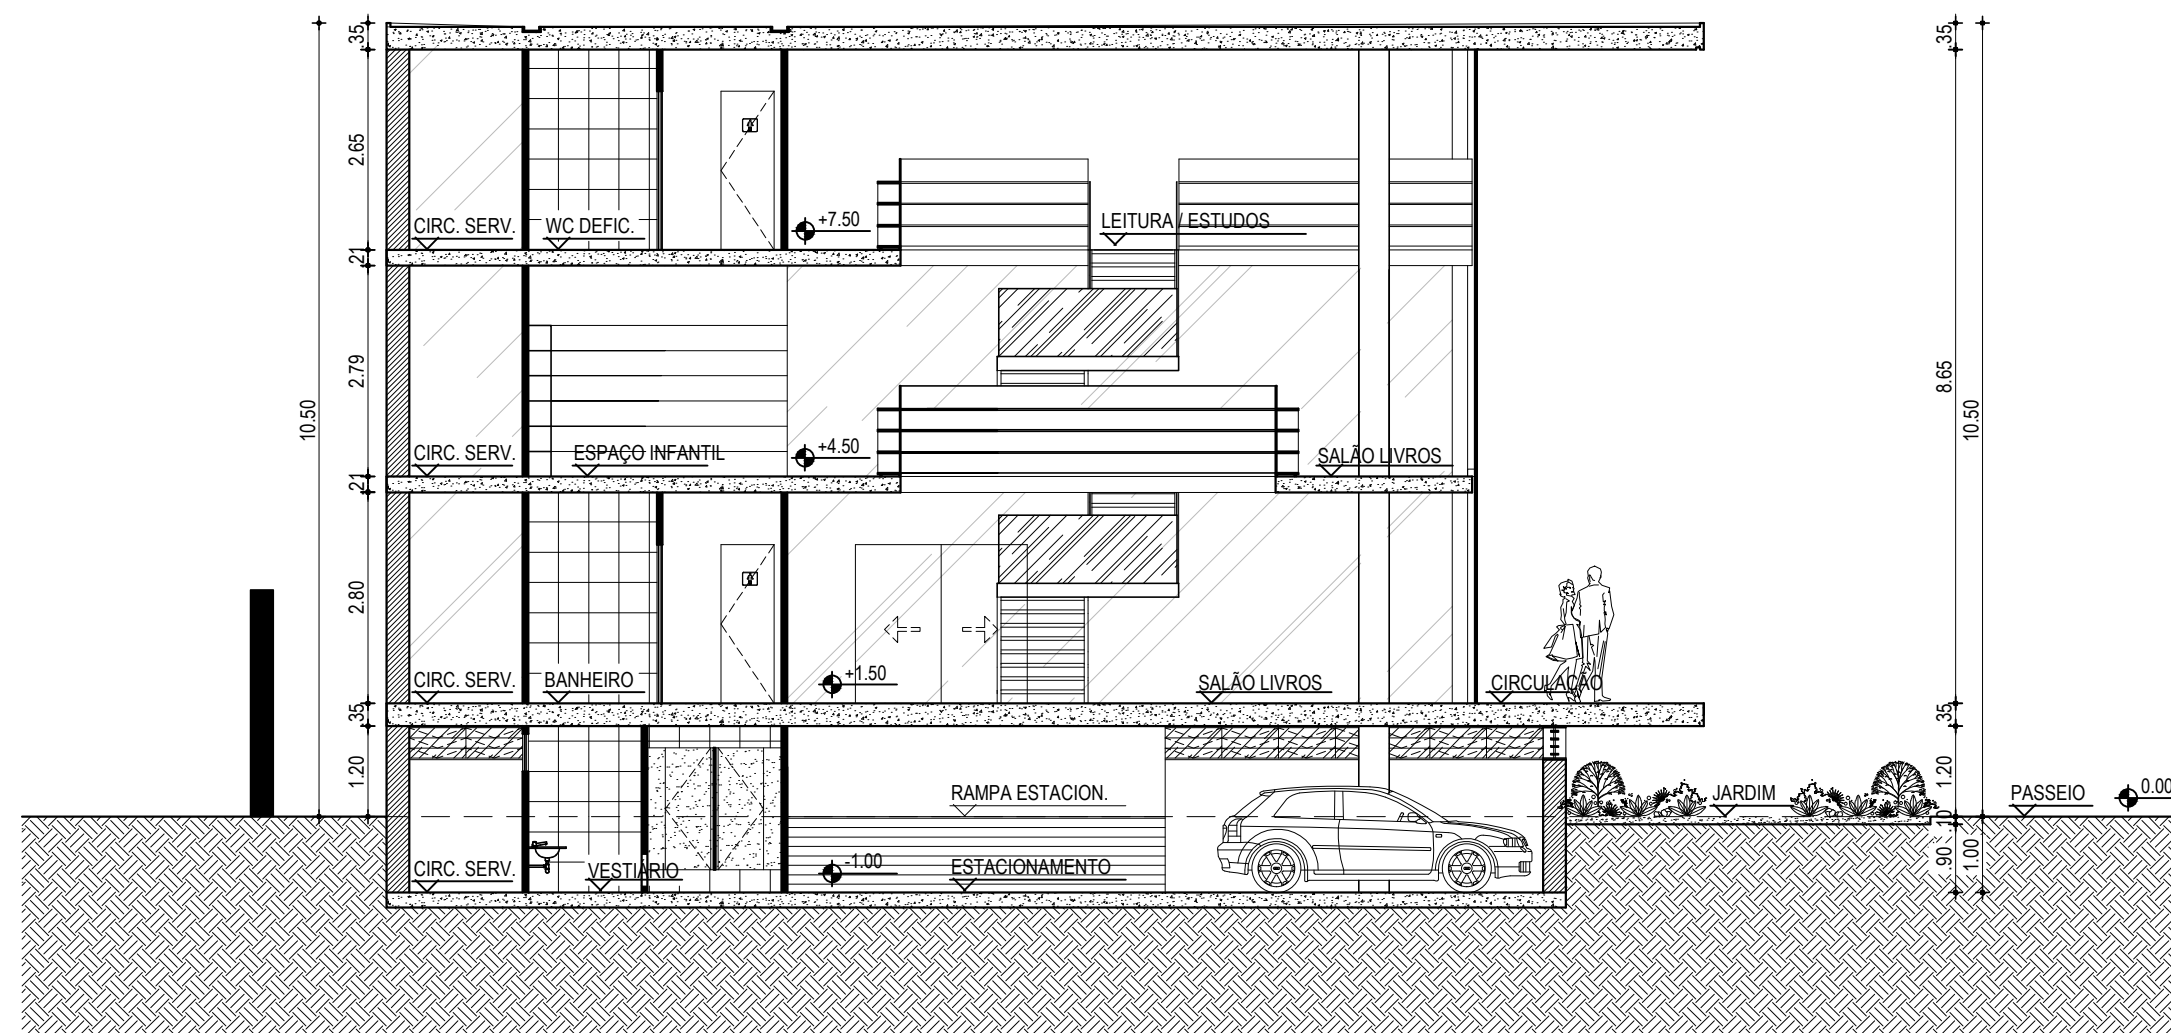 35
35
2.65
+7.50
CIRC. SERV.
WC DEFIC.
LEITURA / ESTUDOS
21
2.79
8.65
10.50
10.50
+4.50
CIRC. SERV.
ESPAÇO INFANTIL
SALÃO LIVROS
21
2.80
+1.50
CIRC. SERV.
BANHEIRO
SALÃO LIVROS
CIRCULAÇÃO
35
35
1.20
1.20
RAMPA ESTACION.
JARDIM
PASSEIO
0.00
10
-1.00
CIRC. SERV.
VESTIÁRIO
ESTACIONAMENTO
.90
1.00